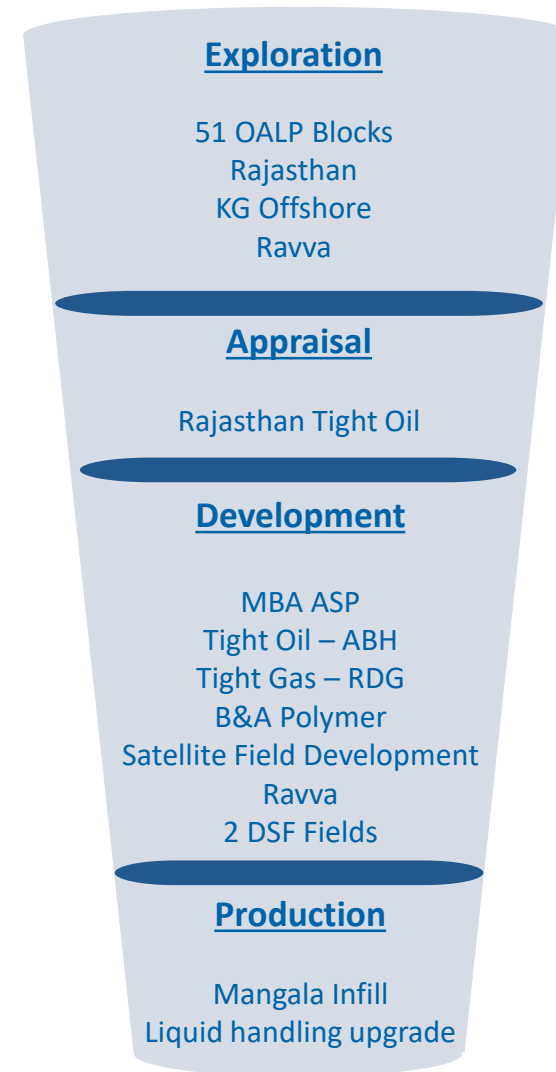 Exploration
51 OALP Blocks
Rajasthan
KG Offshore
Ravva
Appraisal
Rajasthan Tight Oil
Development
MBA ASP
Tight Oil – ABH
Tight Gas – RDG
B&A Polymer
Satellite Field Development
Ravva
2 DSF Fields
Production
Mangala Infill
Liquid handling upgrade